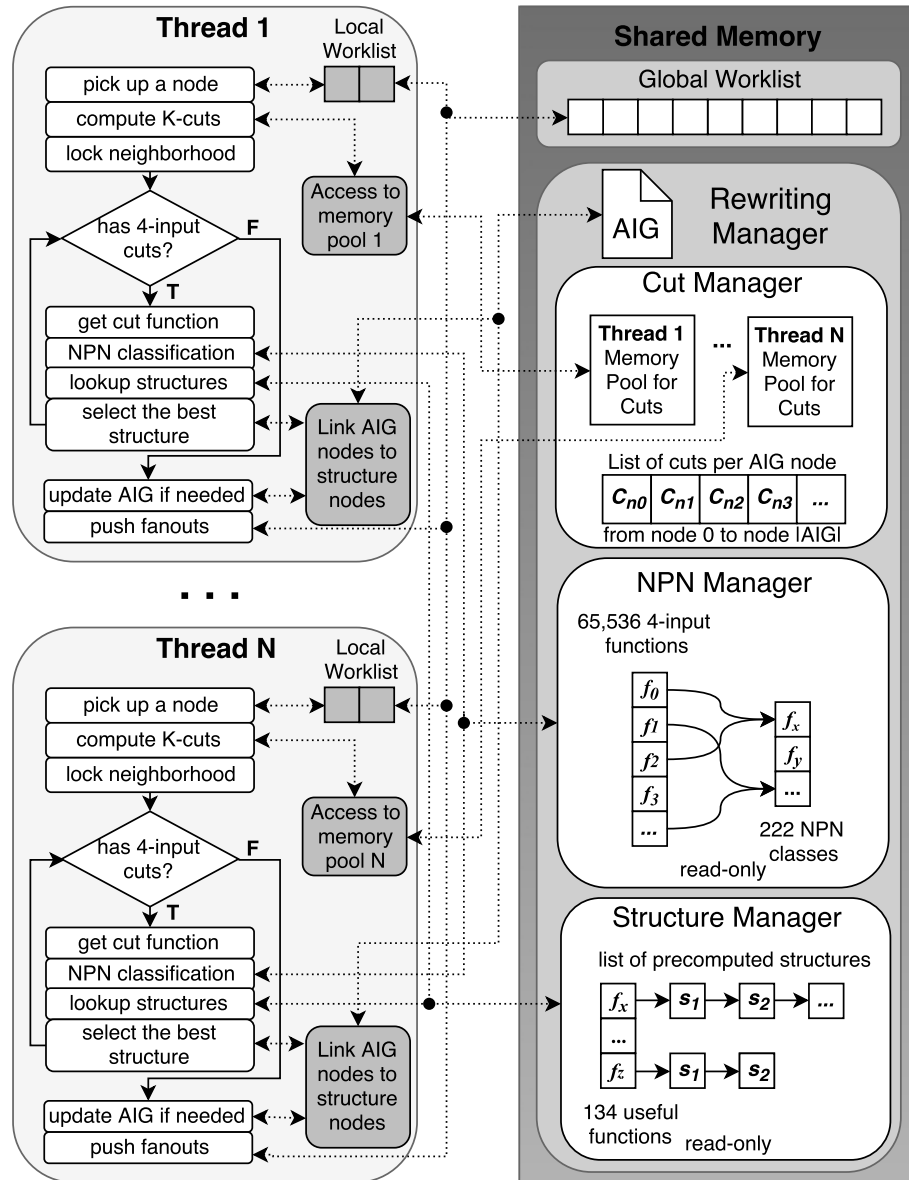 Thread 1
Local
Worklist
pick up a node
compute K-cuts
lock neighborhood
Access to
memory
pool 1
has 4-input
cuts?
F
T
get cut function
NPN classification
lookup structures
select the best
structure
Link AIG
nodes to
structure
nodes
update AIG if needed
push fanouts
...
Thread N
Local
Worklist
pick up a node
compute K-cuts
lock neighborhood
Access to
memory
pool N
has 4-input
cuts?
F
T
get cut function
NPN classification
lookup structures
select the best
structure
Link AIG
nodes to
structure
nodes
update AIG if needed
push fanouts
Shared Memory
Global Worklist
AIG
Rewriting
Manager
Cut Manager
Thread 1
Memory
Pool for
Cuts
...
Thread N
Memory
Pool for
Cuts
List of cuts per AIG node
Cn0 Cn1 Cn2 Cn3 ...
from node 0 to node |AIG|
NPN Manager
65,536 4-input
functions
f0
f1
f2
f3
...
fx
fy
...
222 NPN
classes
read-only
Structure Manager
list of precomputed structures
fx s1 s2 ...
...
fz s1 s2
134 useful
functions
read-only